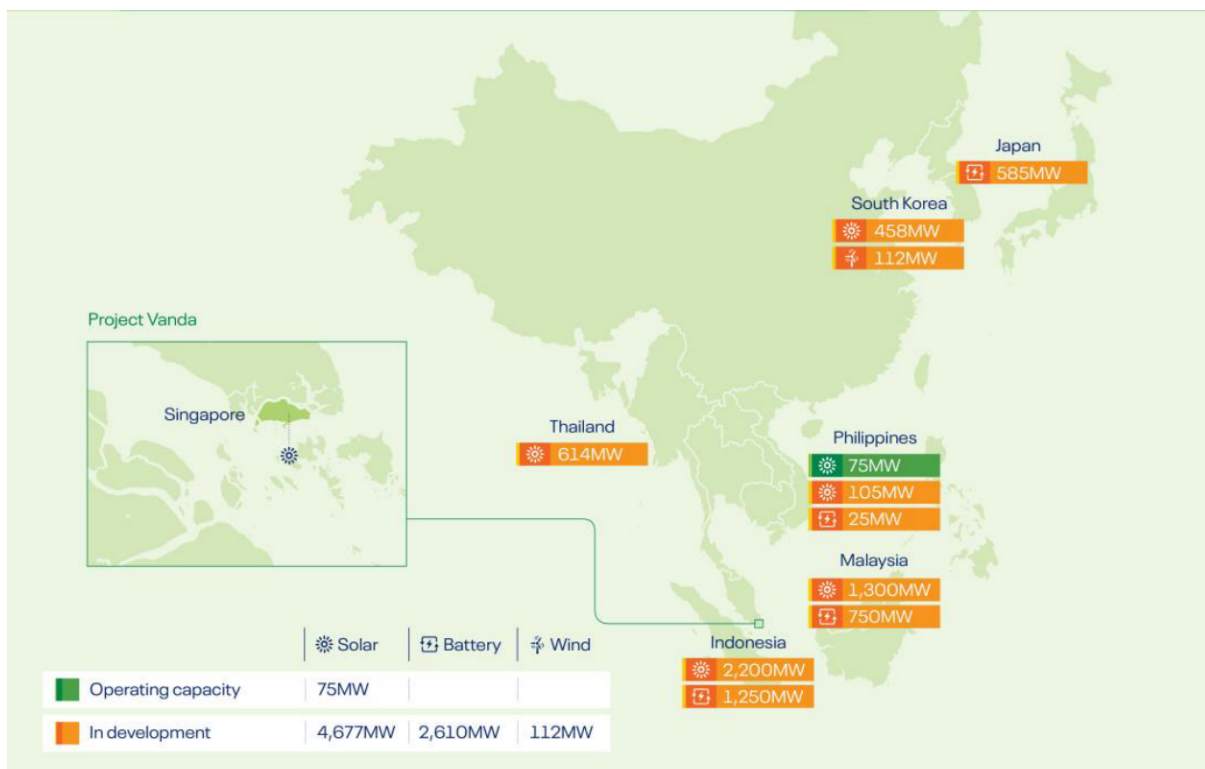 Japan
585MW
South Korea
458MW
112MW
Project Vanda
Singapore
Thailand
614MW
Philippines
75MW
105MW
25MW
Malaysia
1,300MW
750MW
Indonesia
2,200MW
1,250MW
Solar Battery Wind
Operating capacity 75MW
In development 4,677MW 2,610MW 112MW